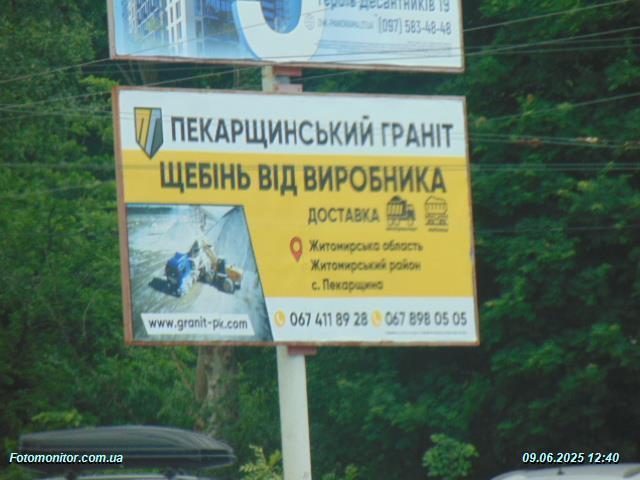 Героїв Десантників 19
(097) 583-48-48
ПЕКАРЩИНСЬКИЙ ГРАНІТ
ЩЕБІНЬ ВІД ВИРОБНИКА
ДОСТАВКА
Житомирська область
Житомирський район
с. Пекарщина
www.granit-pk.com
067 411 89 28
067 898 05 05
Fotomonitor.com.ua
09.06.2025 12:40